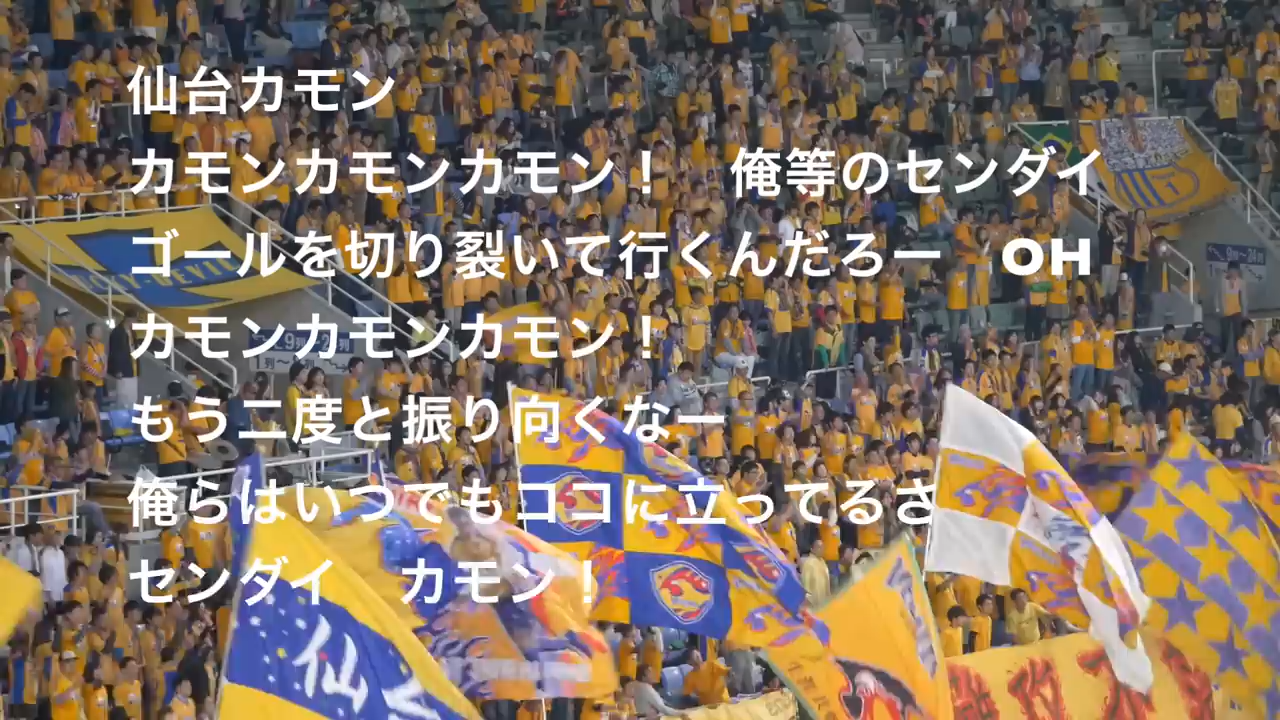 仙台カモン
カモンカモンカモン！　俺等のセンダイ
ゴールを切り裂いて行くんだろー　OH
カモンカモンカモン！
もう二度と振り向くなー
俺らはいつでもココに立ってるさ
センダイ　カモン！
仙